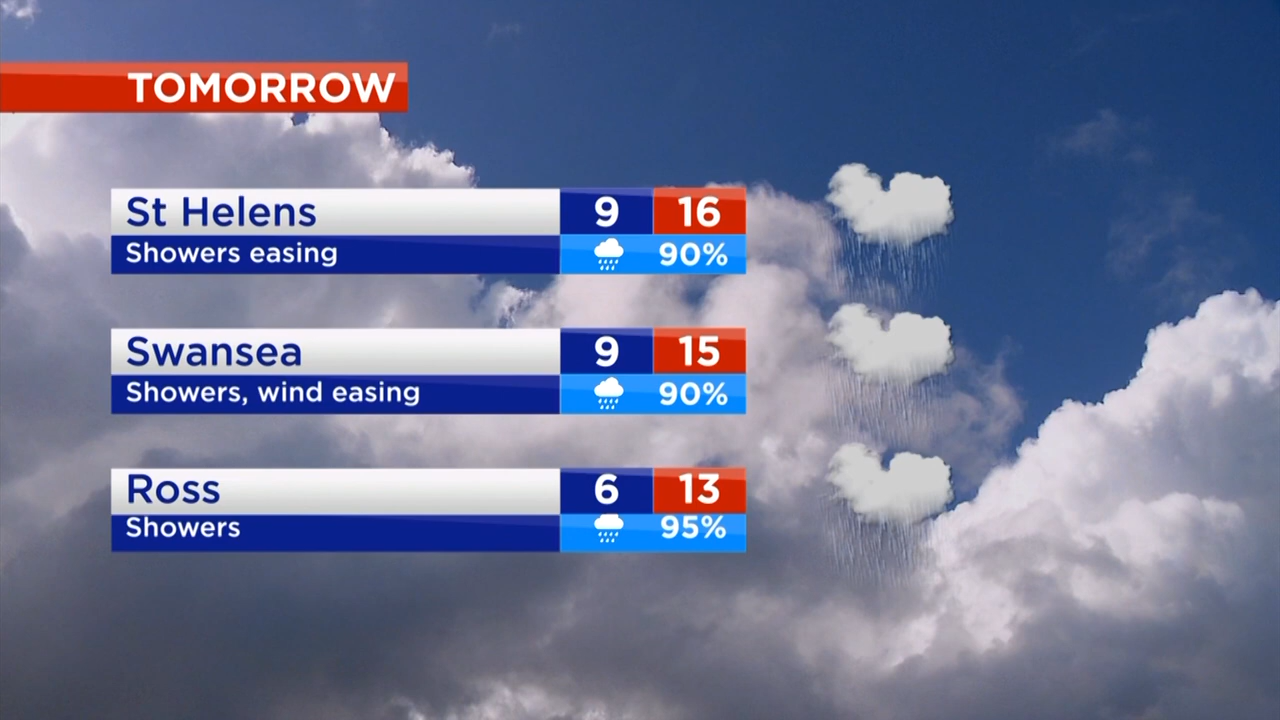 TOMORROW
St Helens 9 16
Showers easing 90%
Swansea 9 15
Showers, wind easing 90%
Ross 6 13
Showers 95%